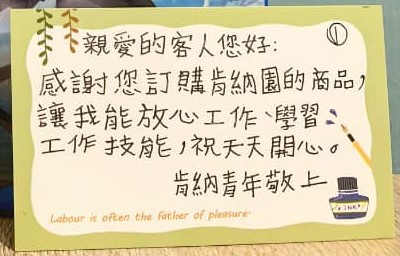 親愛的客人您好: ①
感謝您訂購肯納園的商品,
讓我能放心工作、學習
工作技能,祝天天開心。
肯納青年敬上
Labour is often the father of pleasure.
INK